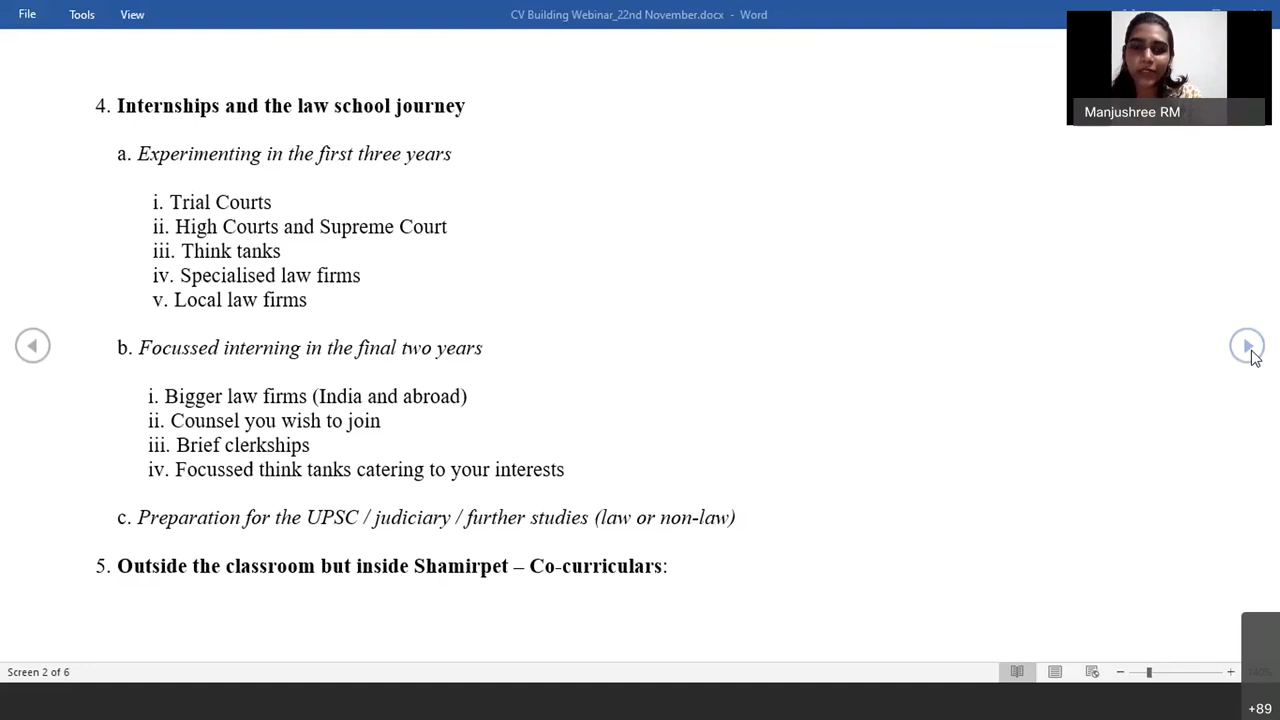 File Tools View CV Building Webinar_22nd November.docx - Word
Manjushree RM
4. Internships and the law school journey
a. Experimenting in the first three years
i. Trial Courts
ii. High Courts and Supreme Court
iii. Think tanks
iv. Specialised law firms
v. Local law firms
b. Focussed interning in the final two years
i. Bigger law firms (India and abroad)
ii. Counsel you wish to join
iii. Brief clerkships
iv. Focussed think tanks catering to your interests
c. Preparation for the UPSC / judiciary / further studies (law or non-law)
5. Outside the classroom but inside Shamirpet – Co-curriculars:
Screen 2 of 6
140%
+89